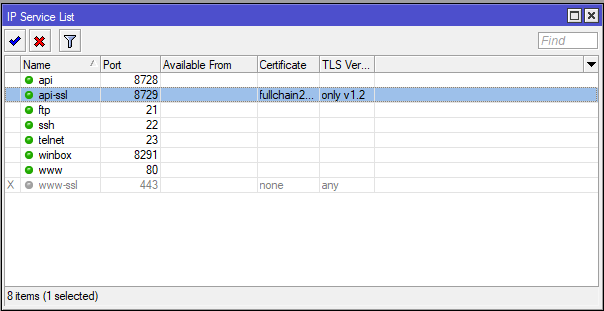 IP Service List
Find
Name Port Available From Certificate TLS Ver...
api 8728
api-ssl 8729 fullchain2... only v1.2
ftp 21
ssh 22
telnet 23
winbox 8291
www 80
X www-ssl 443 none any
8 items (1 selected)